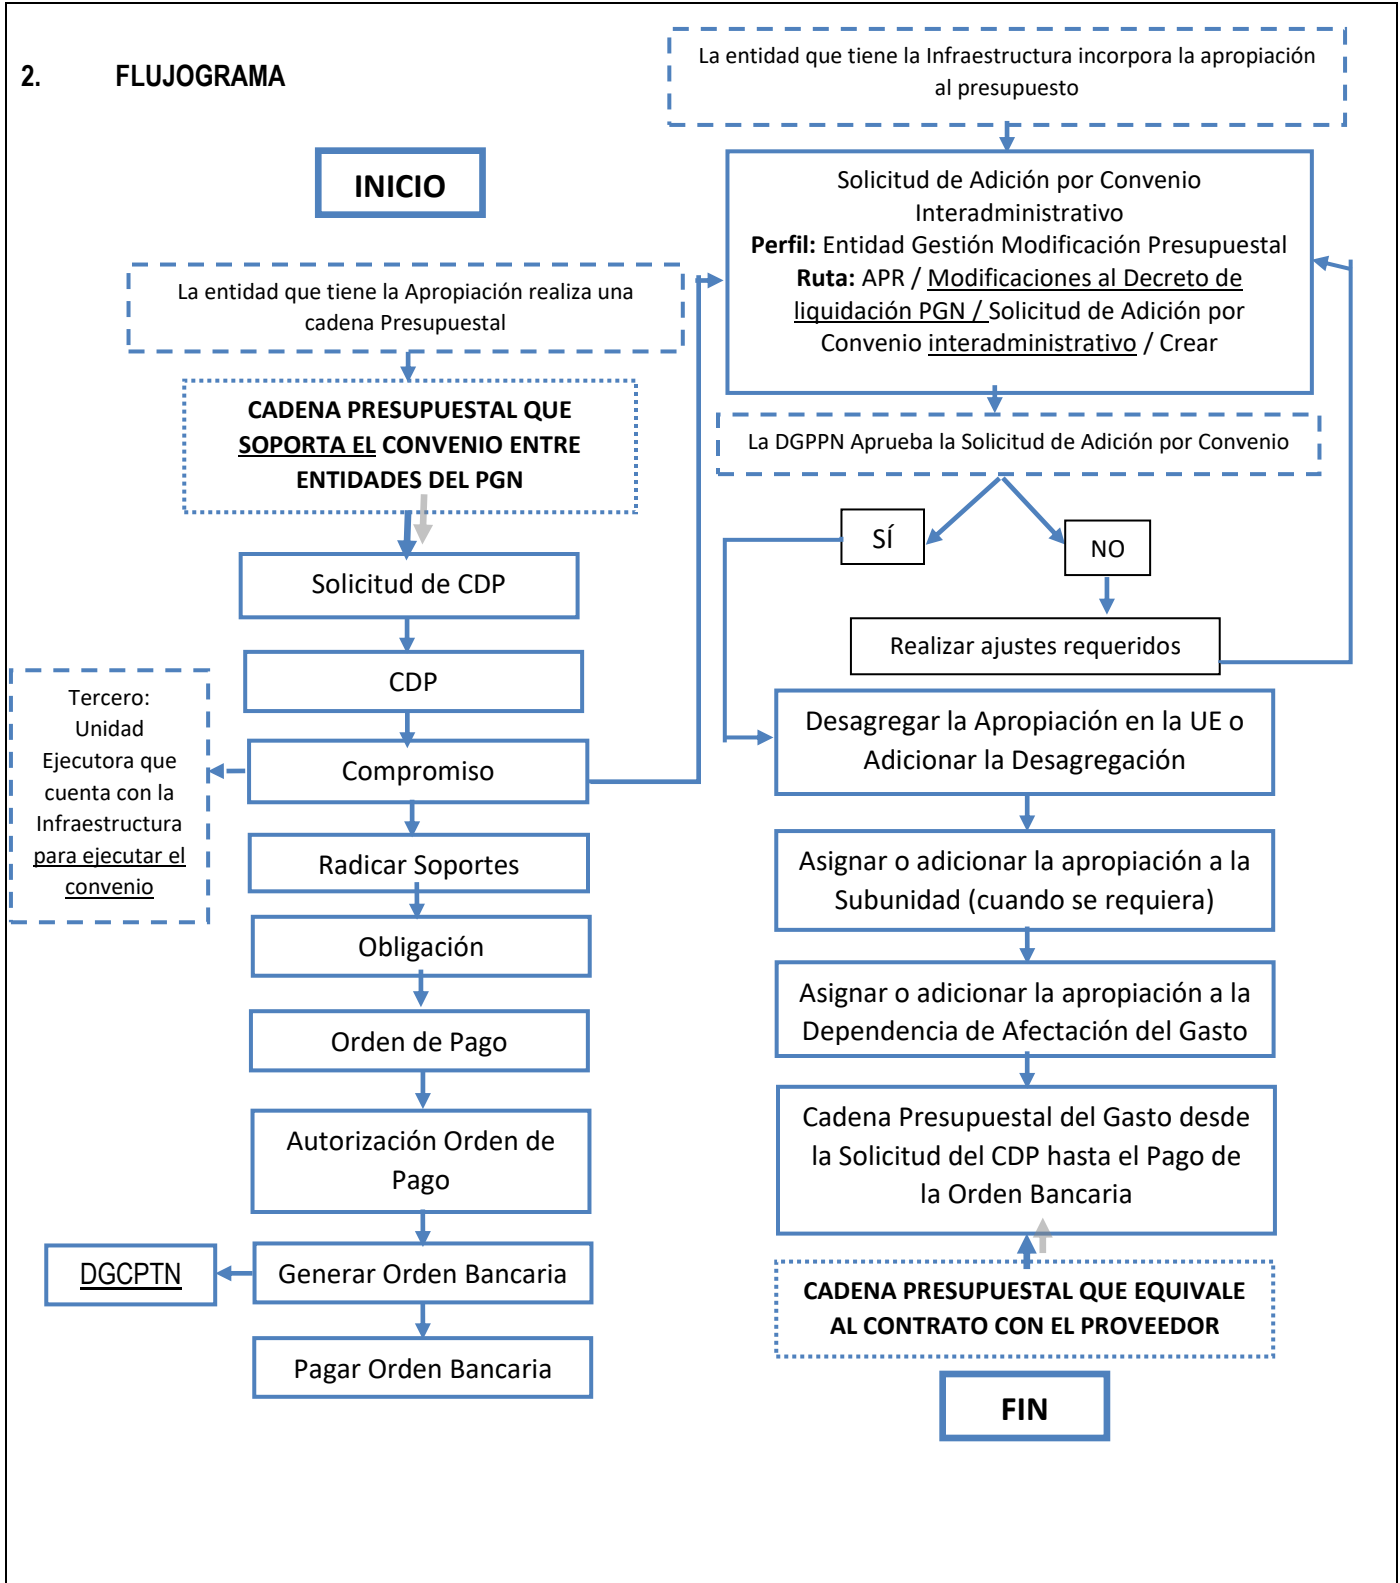 2. FLUJOGRAMA
INICIO
La entidad que tiene la Apropiación realiza una
cadena Presupuestal
CADENA PRESUPUESTAL QUE
SOPORTA EL CONVENIO ENTRE
ENTIDADES DEL PGN
Solicitud de CDP
CDP
Tercero:
Unidad
Ejecutora que
cuenta con la
Infraestructura
para ejecutar el
convenio
Compromiso
Radicar Soportes
Obligación
Orden de Pago
Autorización Orden de
Pago
DGCPTN
Generar Orden Bancaria
Pagar Orden Bancaria
La entidad que tiene la Infraestructura incorpora la apropiación
al presupuesto
Solicitud de Adición por Convenio
Interadministrativo
Perfil: Entidad Gestión Modificación Presupuestal
Ruta: APR / Modificaciones al Decreto de
liquidación PGN / Solicitud de Adición por
Convenio interadministrativo / Crear
La DGPPN Aprueba la Solicitud de Adición por Convenio
SÍ
NO
Realizar ajustes requeridos
Desagregar la Apropiación en la UE o
Adicionar la Desagregación
Asignar o adicionar la apropiación a la
Subunidad (cuando se requiera)
Asignar o adicionar la apropiación a la
Dependencia de Afectación del Gasto
Cadena Presupuestal del Gasto desde
la Solicitud del CDP hasta el Pago de
la Orden Bancaria
CADENA PRESUPUESTAL QUE EQUIVALE
AL CONTRATO CON EL PROVEEDOR
FIN